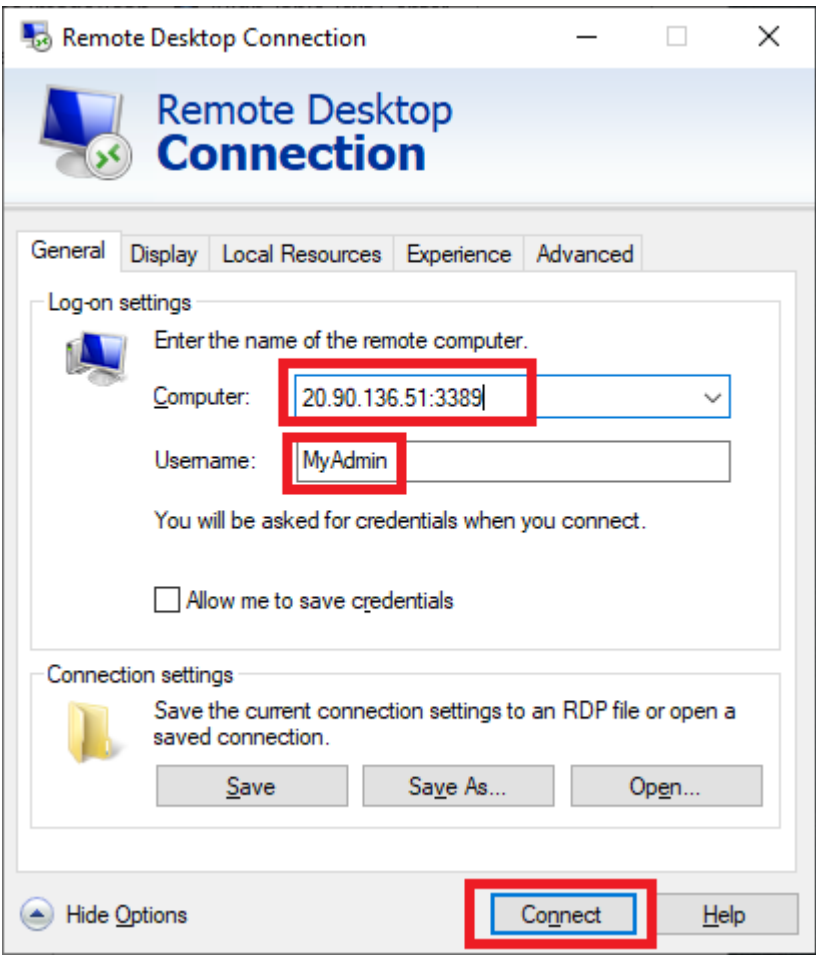 Remote Desktop Connection
Remote Desktop
Connection
General Display Local Resources Experience Advanced
Log-on settings
Enter the name of the remote computer.
Computer: 20.90.136.51:3389
Username: MyAdmin
You will be asked for credentials when you connect.
Allow me to save credentials
Connection settings
Save the current connection settings to an RDP file or open a
saved connection.
Save Save As... Open...
Hide Options Connect Help